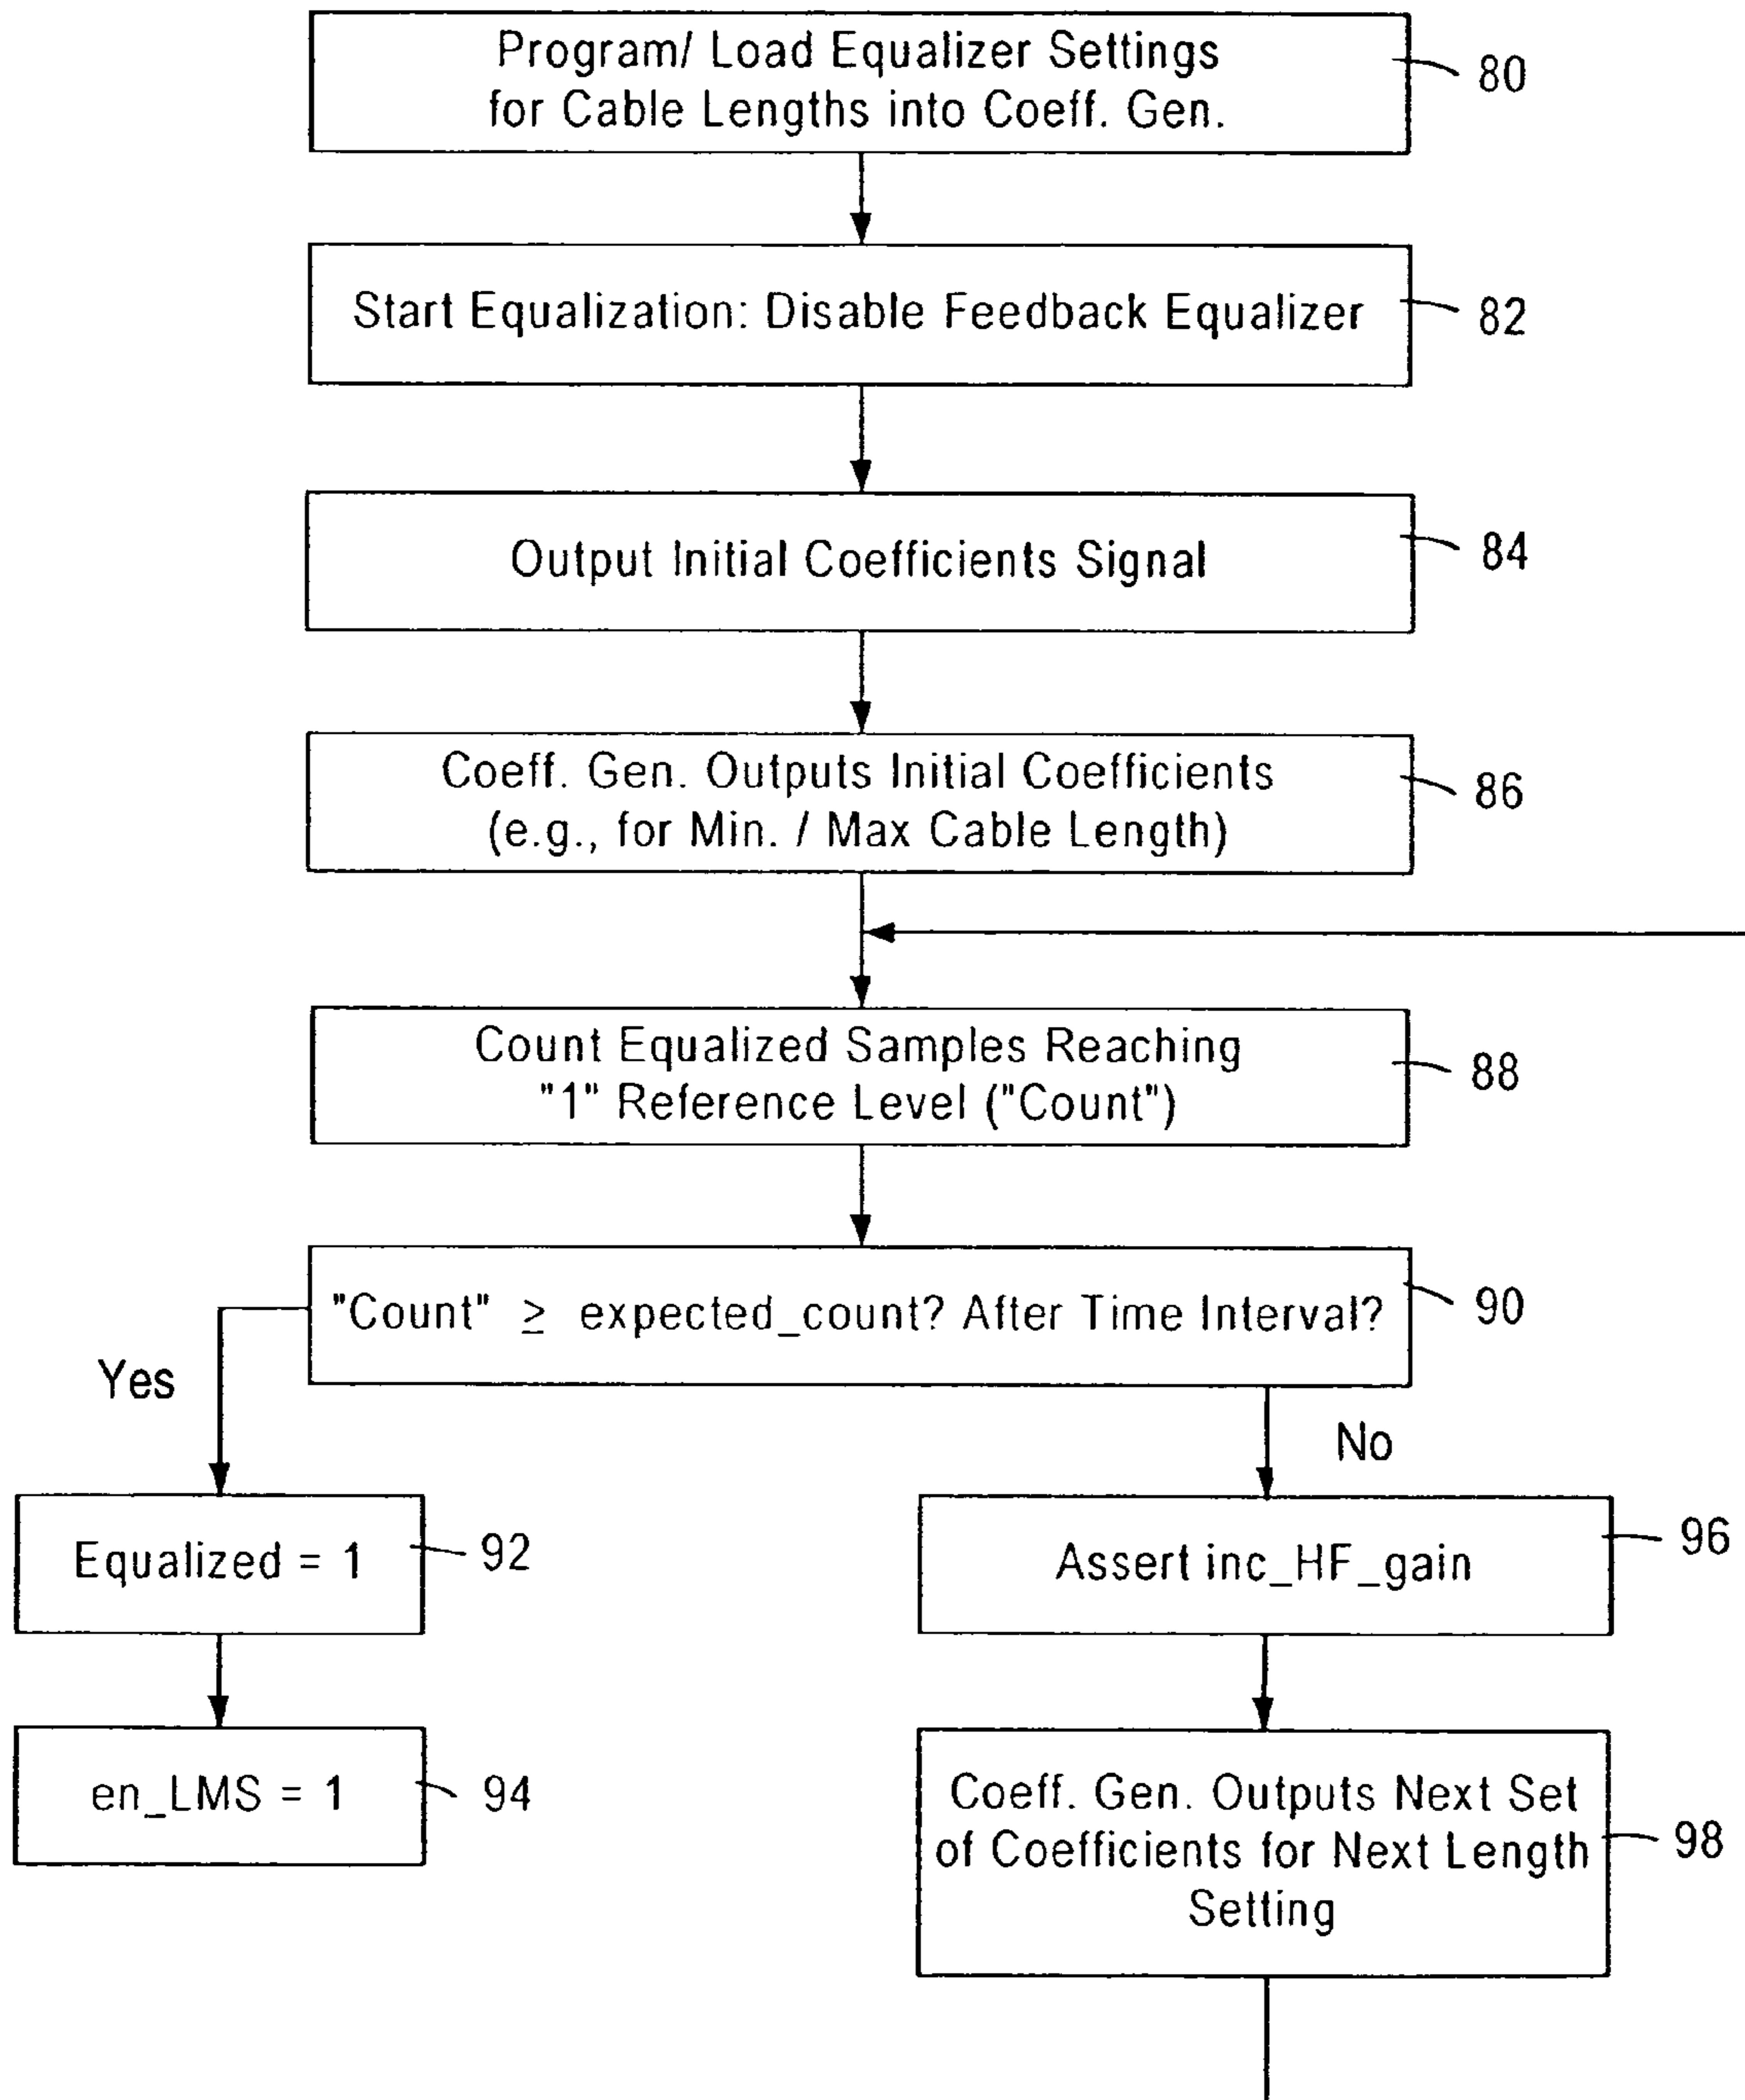 Program/ Load Equalizer Settings
for Cable Lengths into Coeff. Gen.
80
Start Equalization: Disable Feedback Equalizer
82
Output Initial Coefficients Signal
84
Coeff. Gen. Outputs Initial Coefficients
(e.g., for Min. / Max Cable Length)
86
Count Equalized Samples Reaching
"1" Reference Level ("Count")
88
"Count" ≥ expected_count? After Time Interval?
90
Yes
No
Equalized = 1
92
Assert inc_HF_gain
96
en_LMS = 1
94
Coeff. Gen. Outputs Next Set
of Coefficients for Next Length
Setting
98